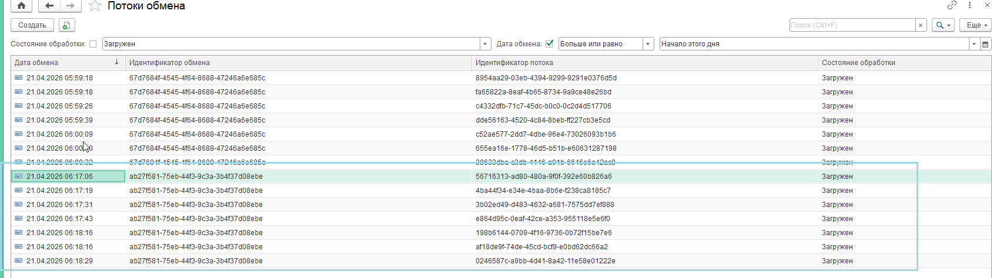 Потоки обмена
Создать
Поиск (Ctrl+F)
Еще
Состояние обработки: Загружен Дата обмена: Больше или равно Начало этого дня
Дата обмена Идентификатор обмена Идентификатор потока Состояние обработки
21.04.2026 05:59:18 67d7684f-4545-4f64-8688-47246a6e685c 8954aa29-03eb-4394-9299-9291e0376d5d Загружен
21.04.2026 05:59:18 67d7684f-4545-4f64-8688-47246a6e685c fa65822a-8eaf-4b65-8734-9a9ce48e26bd Загружен
21.04.2026 05:59:26 67d7684f-4545-4f64-8688-47246a6e685c c4332dfb-71c7-45dc-b0c0-0c2d4d517706 Загружен
21.04.2026 05:59:39 67d7684f-4545-4f64-8688-47246a6e685c dde56163-4520-4c84-8beb-ff227cb3e5cd Загружен
21.04.2026 06:00:09 67d7684f-4545-4f64-8688-47246a6e685c c52ae577-2dd7-4dbe-96e4-73026093b1b6 Загружен
21.04.2026 67d7684f-4545-4f64-8688-47246a6e685c 655ea16e-1778-46d5-b51b-e60631287198 Загружен
21.04.2026 06:00:32 67d7684f-4545-4f64-8688-47246a6e685c Загружен
21.04.2026 06:17:06 ab27f581-75eb-44f3-9c3a-3b4f37d08ebe 56716313-ad80-480a-9f0f-392e60b826a6 Загружен
21.04.2026 06:17:19 ab27f581-75eb-44f3-9c3a-3b4f37d08ebe 4ba44f34-e34e-4baa-8b6e-f238ca8185c7 Загружен
21.04.2026 06:17:31 ab27f581-75eb-44f3-9c3a-3b4f37d08ebe 3b02ed49-d483-4632-a681-7575dd7ef888 Загружен
21.04.2026 06:17:43 ab27f581-75eb-44f3-9c3a-3b4f37d08ebe e864d95c-0eaf-42ce-a353-955118e5e6f0 Загружен
21.04.2026 06:18:16 ab27f581-75eb-44f3-9c3a-3b4f37d08ebe 198b6144-0709-4f16-9736-0b72f15be7e6 Загружен
21.04.2026 06:18:16 ab27f581-75eb-44f3-9c3a-3b4f37d08ebe af18de9f-74de-45cd-bcf9-e0bd62dc66a2 Загружен
21.04.2026 06:18:29 ab27f581-75eb-44f3-9c3a-3b4f37d08ebe 0246587c-a9bb-4d41-8a42-11e58e01222e Загружен